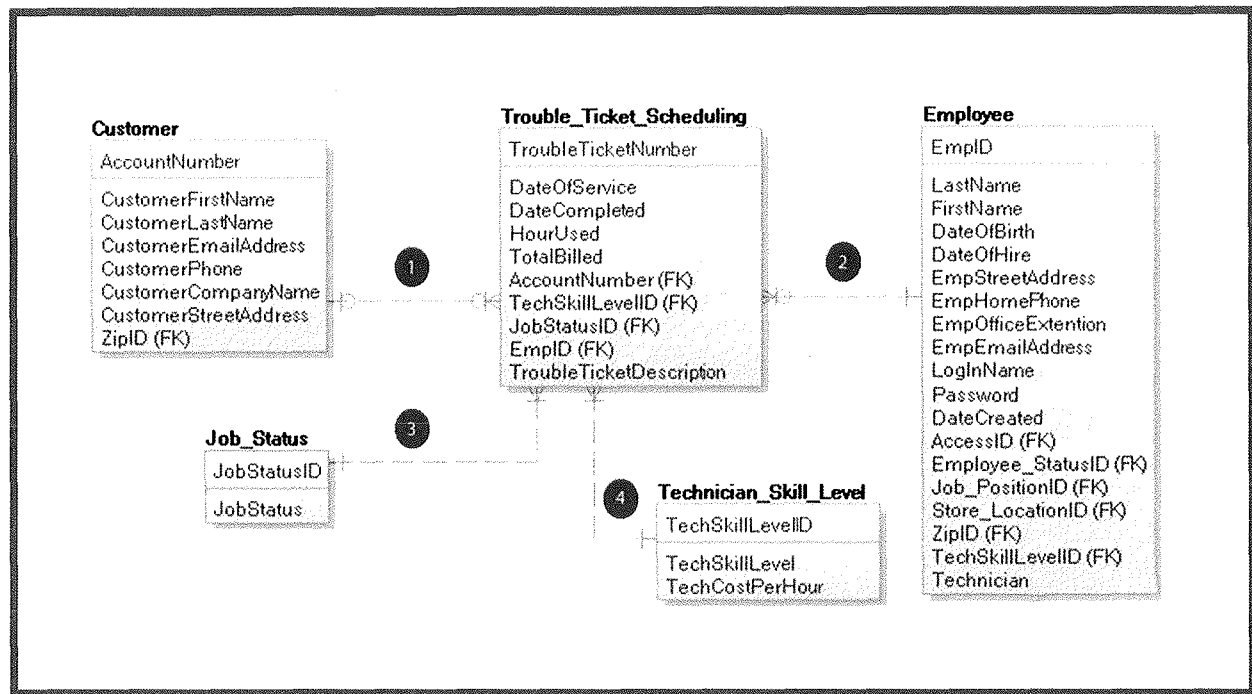 Customer
AccountNumber
CustomerFirstName
CustomerLastName
CustomerEmailAddress
CustomerPhone
CustomerCompanyName
CustomerStreetAddress
ZipID (FK)
1
Trouble_Ticket_Scheduling
TroubleTicketNumber
DateOfService
DateCompleted
HourUsed
TotalBilled
AccountNumber (FK)
TechSkillLevelID (FK)
JobStatusID (FK)
EmpID (FK)
TroubleTicketDescription
2
Employee
EmpID
LastName
FirstName
DateOfBirth
DateOfHire
EmpStreetAddress
EmpHomePhone
EmpOfficeExtention
EmpEmailAddress
LogInName
Password
DateCreated
AccessID (FK)
Employee_StatusID (FK)
Job_PositionID (FK)
Store_LocationID (FK)
ZipID (FK)
TechSkillLevelID (FK)
Technician
3
Job_Status
JobStatusID
JobStatus
4
Technician_Skill_Level
TechSkillLevelID
TechSkillLevel
TechCostPerHour